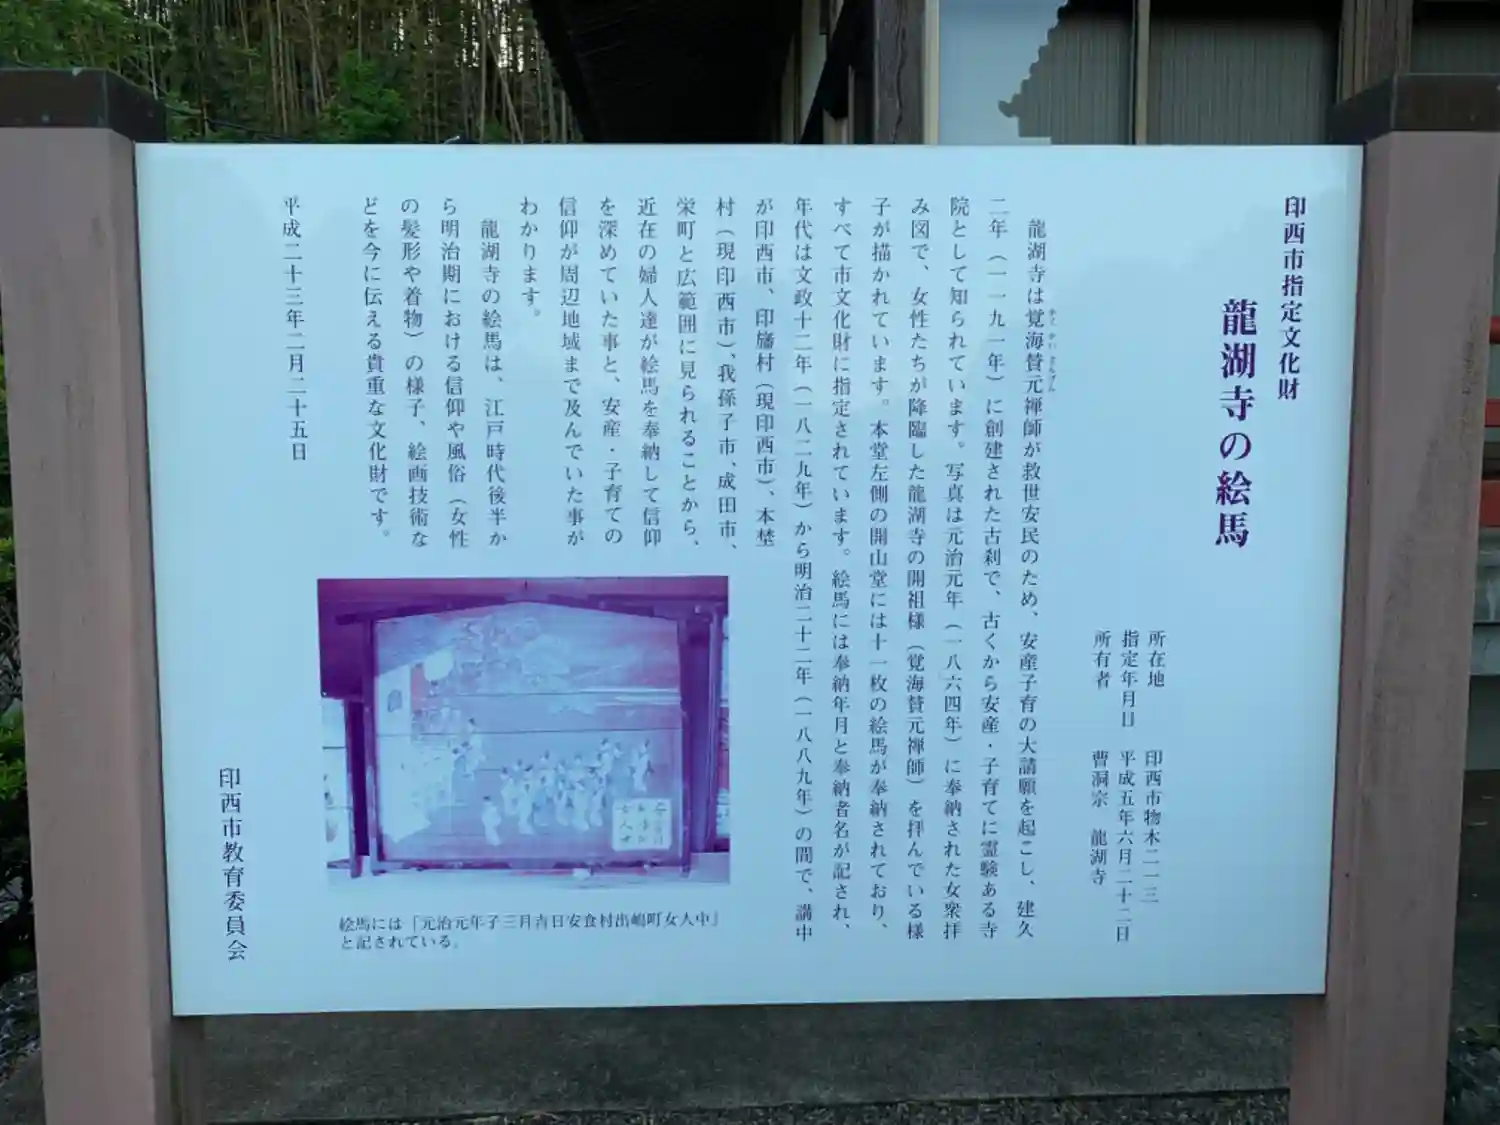 印西市指定文化財
龍湖寺の絵馬
所在地 印西市物木二一三
指定年月日 平成五年六月二十二日
所有者 曹洞宗 龍湖寺
龍湖寺は覚海賛元禅師が救世安民のため、安産子育の大請願を起こし、建久
二年（一一九一年）に創建された古刹で、古くから安産・子育てに霊験ある寺
院として知られています。写真は元治元年（一八六四年）に奉納された女衆拝
み図で、女性たちが降臨した龍湖寺の開祖様（覚海賛元禅師）を拝んでいる様
子が描かれています。本堂左側の開山堂には十一枚の絵馬が奉納されており、
すべて市文化財に指定されています。絵馬には奉納年月と奉納者名が記され、
年代は文政十二年（一八二九年）から明治二十二年（一八八九年）の間で、講中
が印西市、印旛村（現印西市）、本埜
村（現印西市）、我孫子市、成田市、
栄町と広範囲に見られることから、
近在の婦人達が絵馬を奉納して信仰
を深めていた事と、安産・子育ての
信仰が周辺地域まで及んでいた事が
わかります。
龍湖寺の絵馬は、江戸時代後半か
ら明治期における信仰や風俗（女性
の髪形や着物）の様子、絵画技術な
どを今に伝える貴重な文化財です。
平成二十三年二月二十五日
絵馬には「元治元年子三月吉日安食村出嶋町女人中」
と記されている。
印西市教育委員会